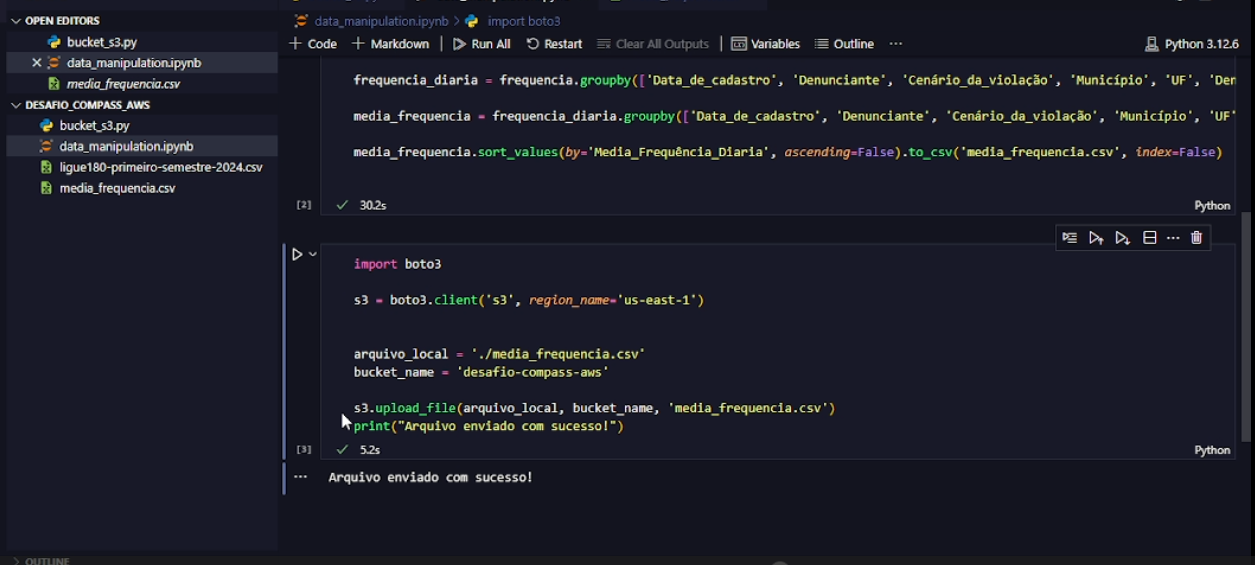 OPEN EDITORS
bucket_s3.py
data_manipulation.ipynb
media_frequencia.csv
DESAFIO_COMPASS_AWS
bucket_s3.py
data_manipulation.ipynb
ligue180-primeiro-semestre-2024.csv
media_frequencia.csv
OUTLINE
data_manipulation.ipynb > import boto3
+ Code + Markdown | Run All Restart Clear All Outputs | Variables Outline ... Python 3.12.6
frequencia_diaria = frequencia.groupby(['Data_de_cadastro', 'Denunciante', 'Cenário_da_violação', 'Município', 'UF', 'Den
media_frequencia = frequencia_diaria.groupby(['Data_de_cadastro', 'Denunciante', 'Cenário_da_violação', 'Município', 'UF'
media_frequencia.sort_values(by='Media_Frequência_Diaria', ascending=False).to_csv('media_frequencia.csv', index=False)
[2] 30.2s Python
import boto3
s3 = boto3.client('s3', region_name='us-east-1')
arquivo_local = './media_frequencia.csv'
bucket_name = 'desafio-compass-aws'
s3.upload_file(arquivo_local, bucket_name, 'media_frequencia.csv')
print("Arquivo enviado com sucesso!")
[3] 5.2s Python
... Arquivo enviado com sucesso!